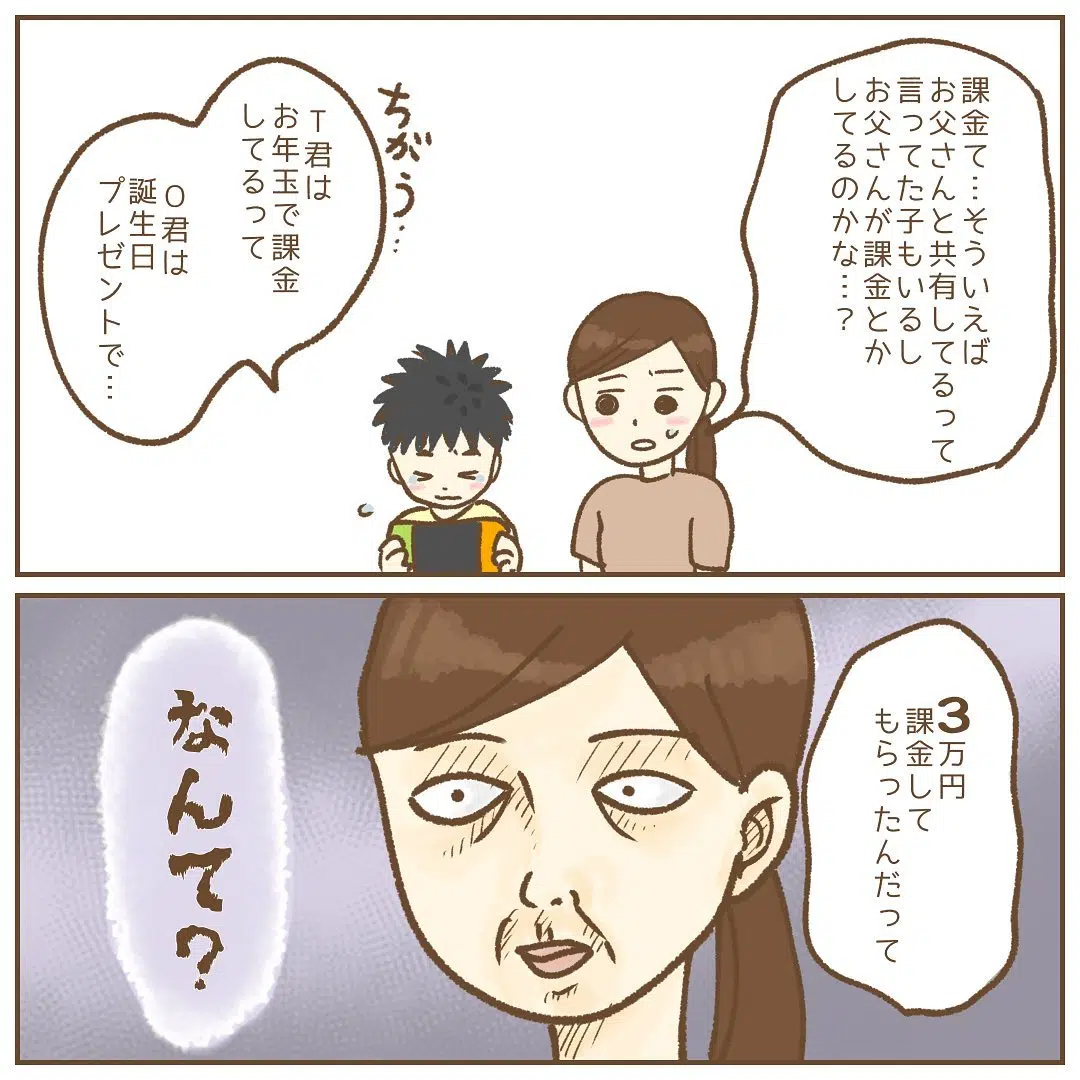 課金て…そういえば
お父さんと共有してるって
言ってた子もいるし
お父さんが課金とか
してるのかな…？
ちがう…
T君は
お年玉で課金
してるって
O君は
誕生日
プレゼントで…
3万円
課金して
もらったんだって
なんて？